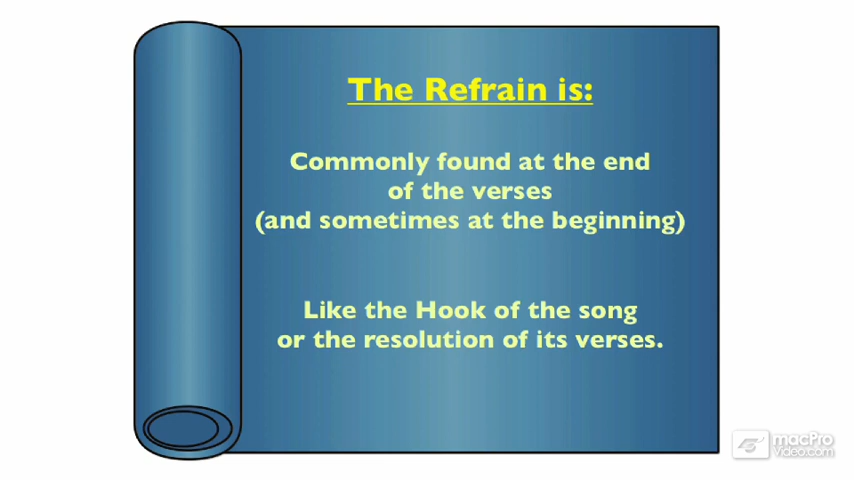 The Refrain is:
Commonly found at the end
of the verses
(and sometimes at the beginning)
Like the Hook of the song
or the resolution of its verses.
macPro
Video.com